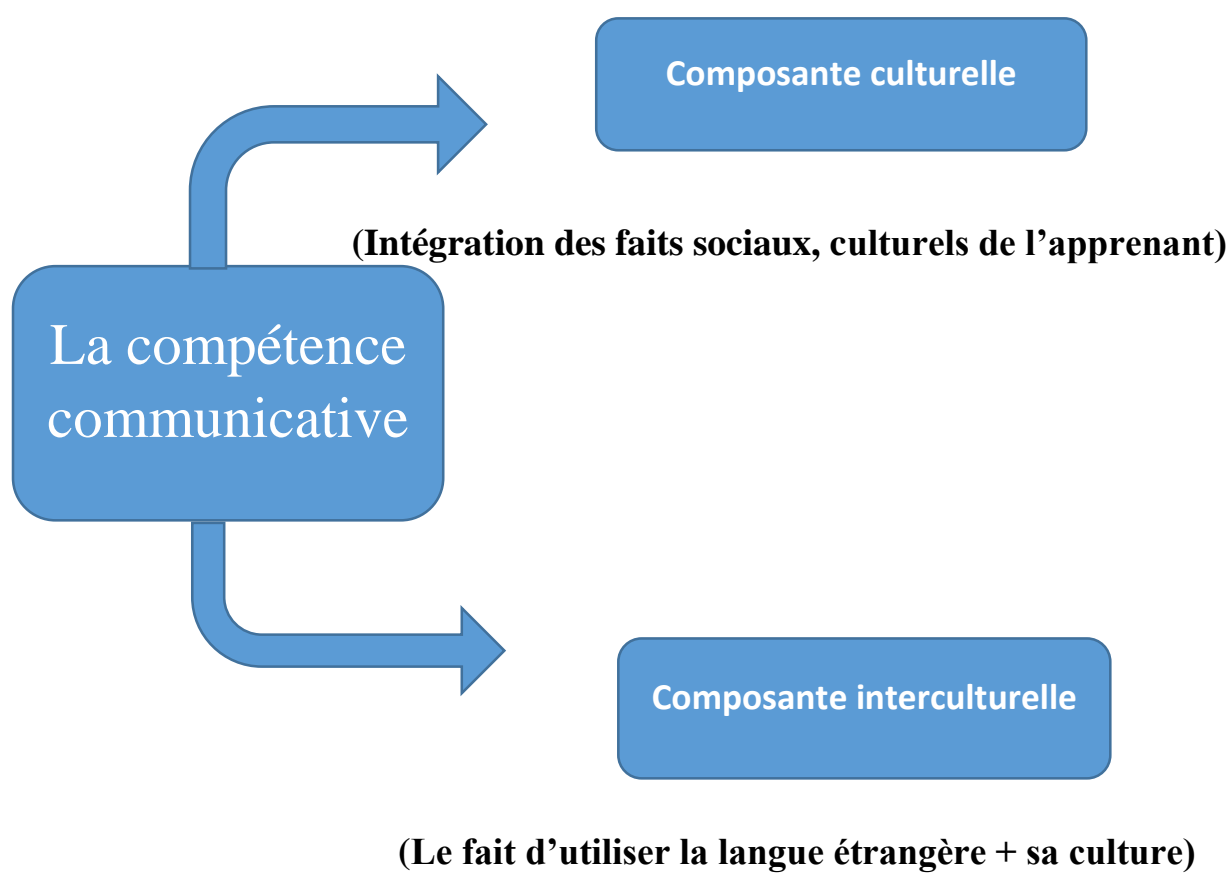 Composante culturelle
(Intégration des faits sociaux, culturels de l’apprenant)
La compétence
communicative
Composante interculturelle
(Le fait d’utiliser la langue étrangère + sa culture)